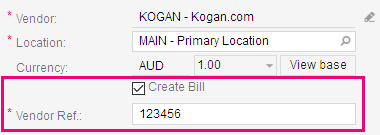 * Vendor: KOGAN - Kogan.com
* Location: MAIN - Primary Location
Currency: AUD 1.00 View base
Create Bill
* Vendor Ref.: 123456